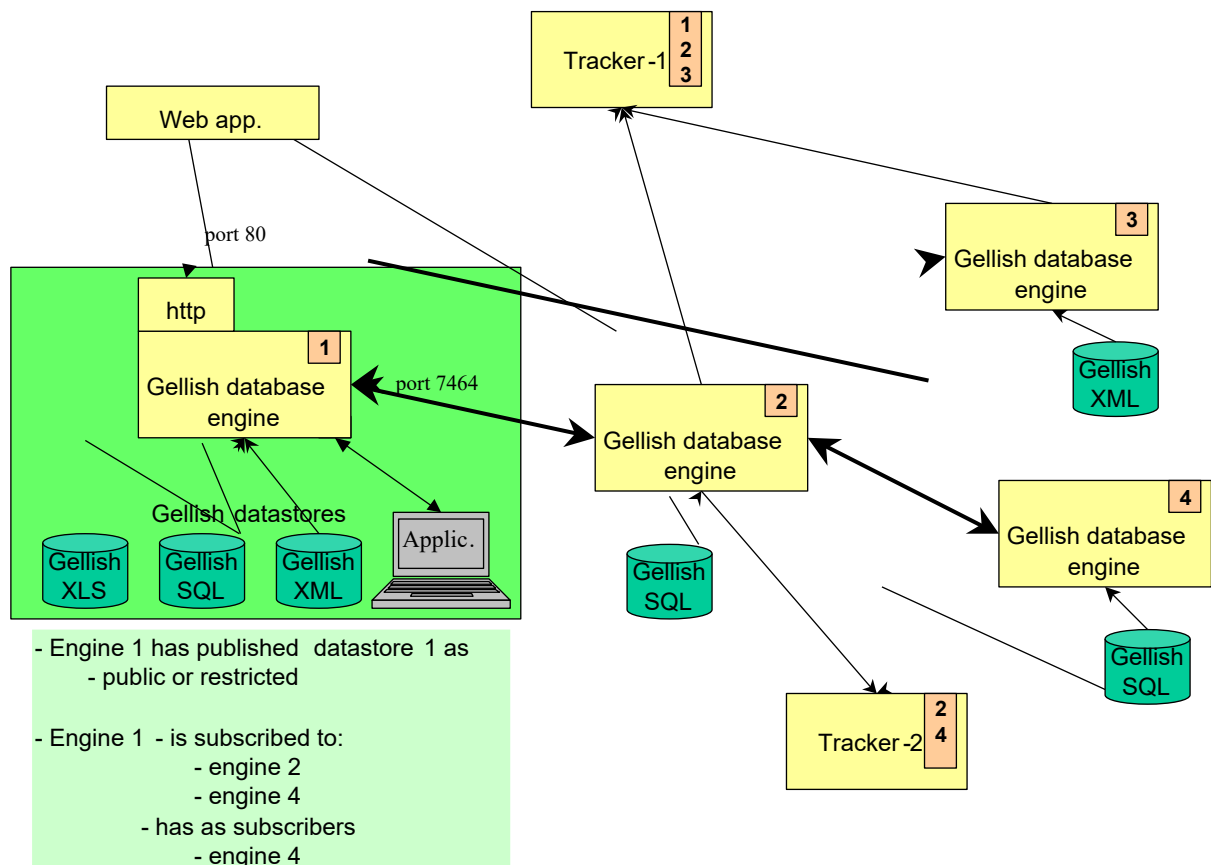 1
2
3
Tracker-1
Web app.
port 80
3
Gellish database
engine
http
1
Gellish database
engine
port 7464
2
Gellish database
engine
Gellish
XML
4
Gellish database
engine
Gellish datastores
Gellish
XLS
Gellish
SQL
Gellish
XML
Applic.
Gellish
SQL
Gellish
SQL
- Engine 1 has published datastore 1 as
- public or restricted
- Engine 1 - is subscribed to:
- engine 2
- engine 4
- has as subscribers
- engine 4
2
4
Tracker-2